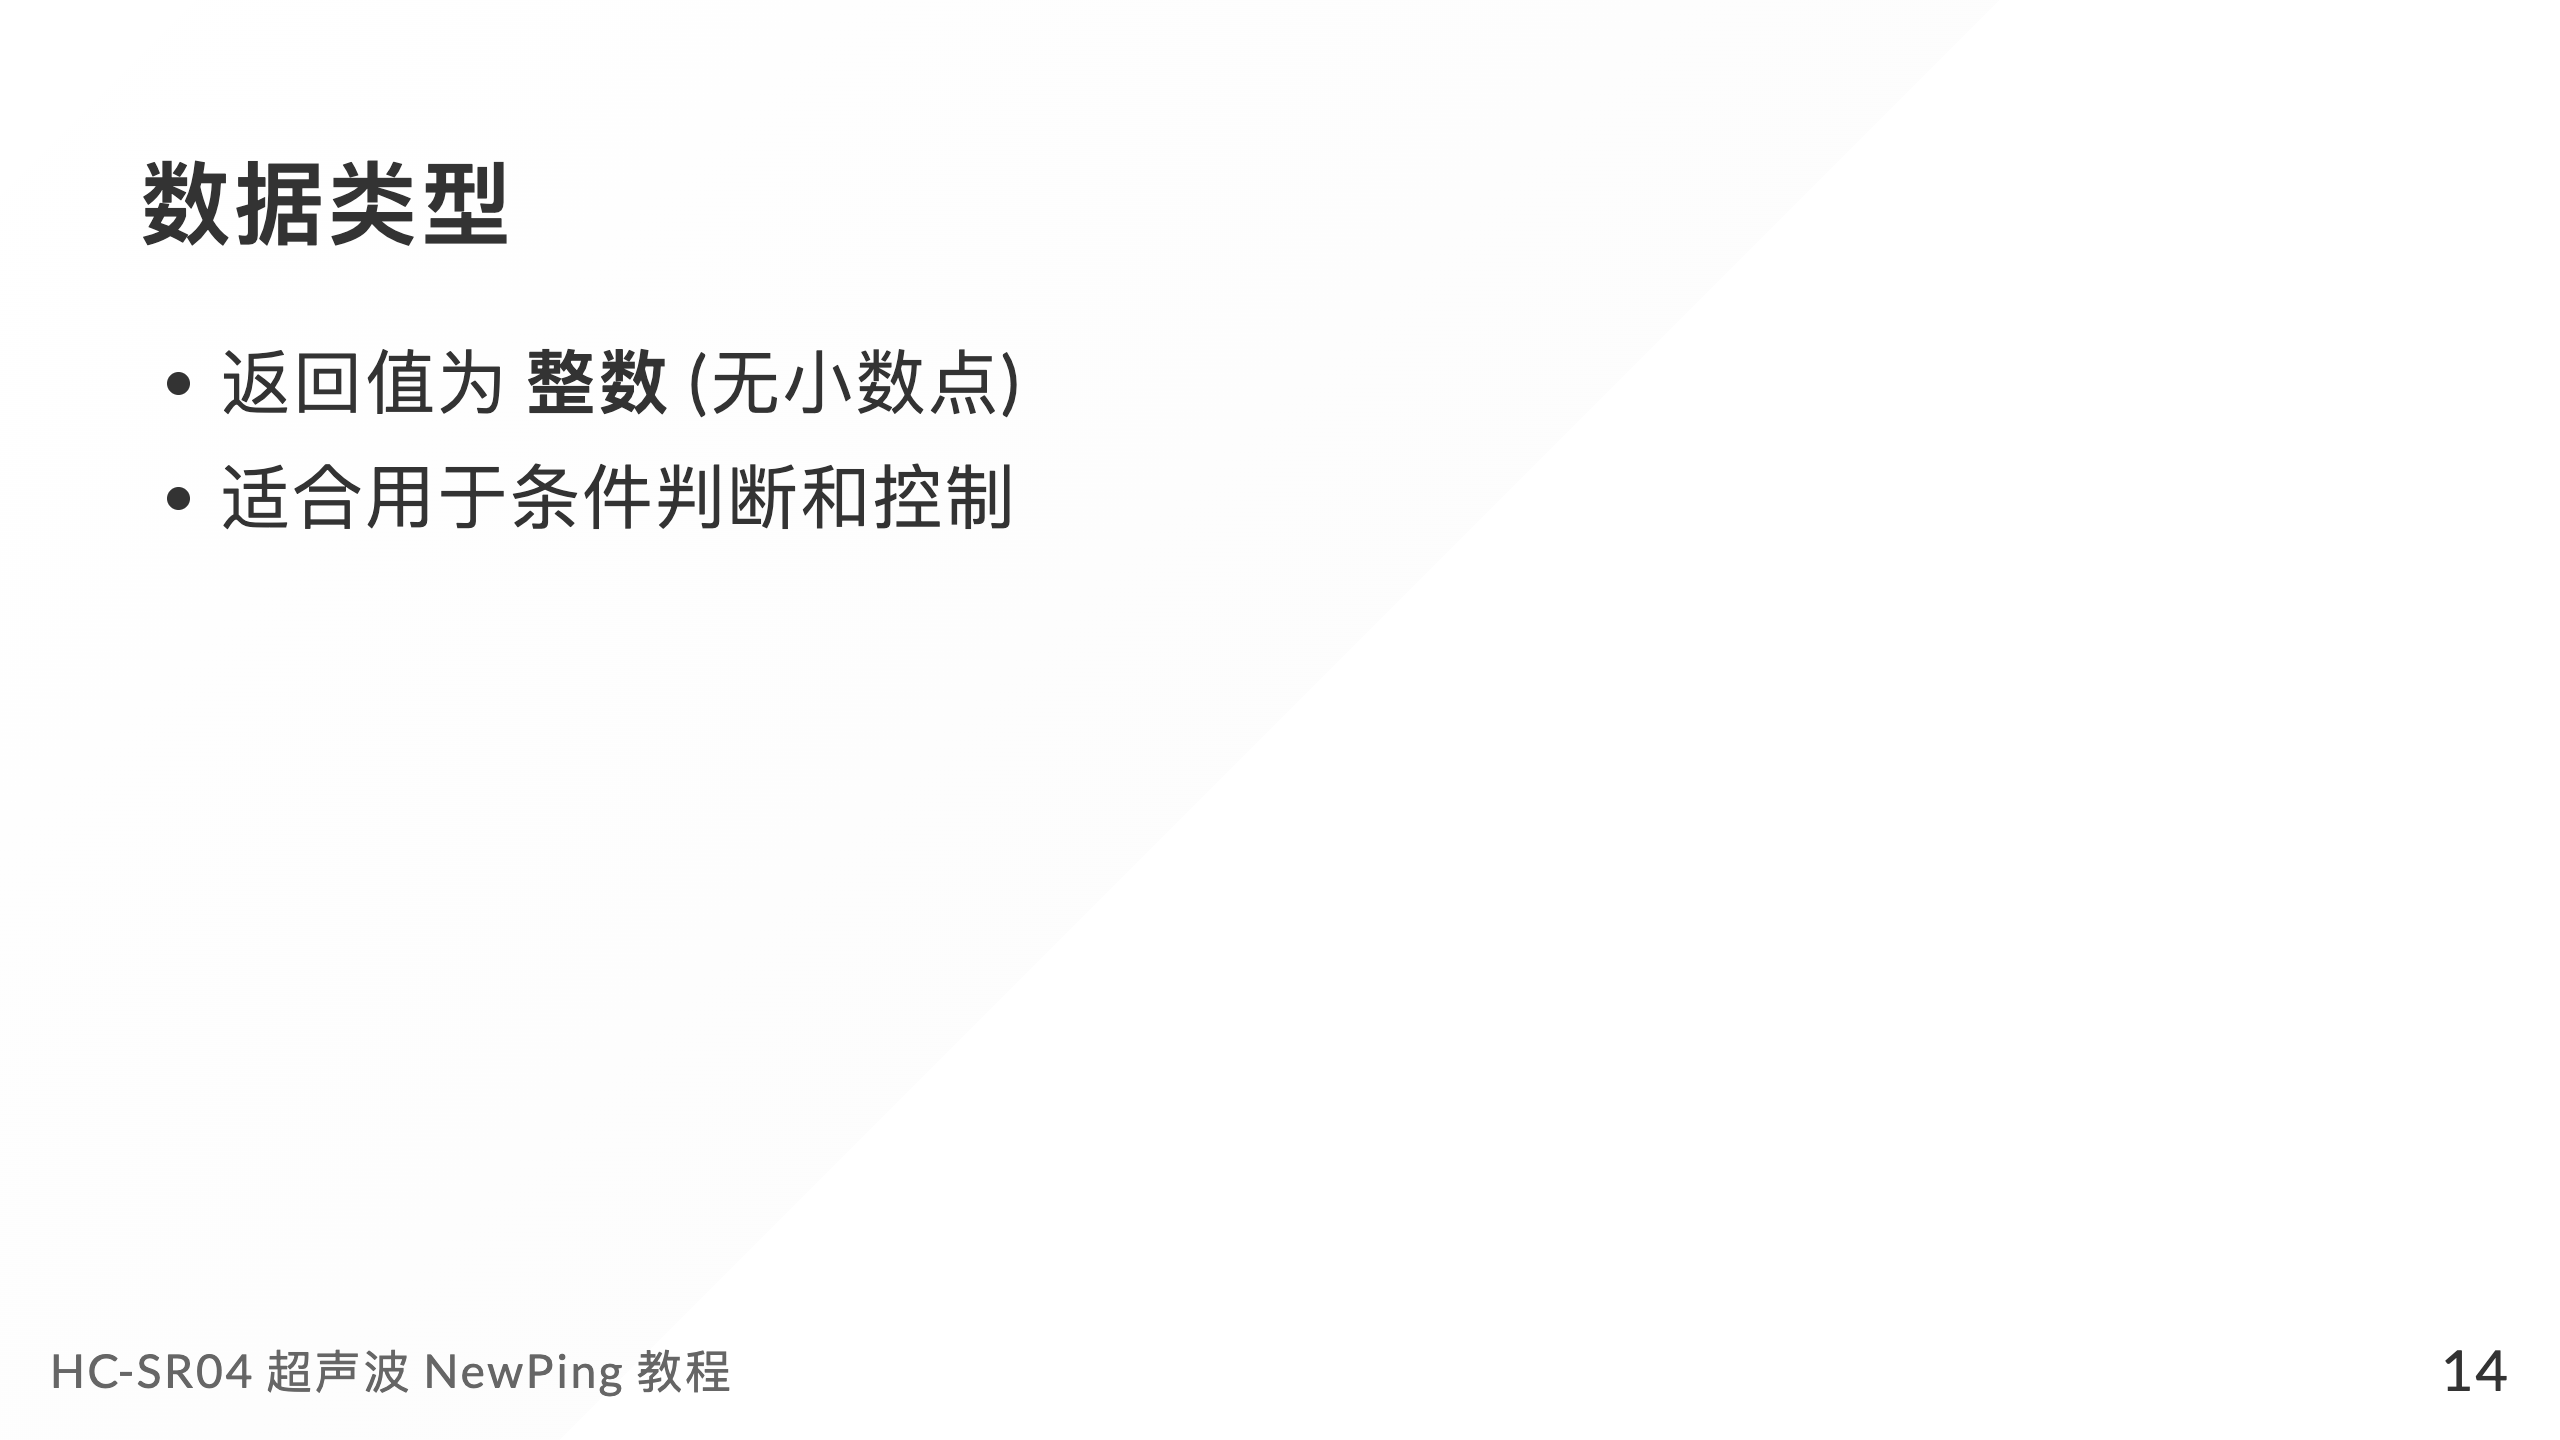 数据类型
• 返回值为 整数 (无小数点)
• 适合用于条件判断和控制
HC-SR04 超声波 NewPing 教程
14